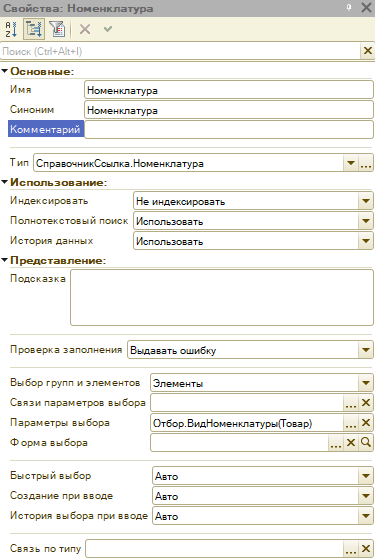 Свойства: Номенклатура
Поиск (Ctrl+Alt+I)
Основные:
Имя Номенклатура
Синоним Номенклатура
Комментарий
Тип СправочникСсылка.Номенклатура
Использование:
Индексировать Не индексировать
Полнотекстовый поиск Использовать
История данных Использовать
Представление:
Подсказка
Проверка заполнения Выдавать ошибку
Выбор групп и элементов Элементы
Связи параметров выбора
Параметры выбора Отбор.ВидНоменклатуры(Товар)
Форма выбора
Быстрый выбор Авто
Создание при вводе Авто
История выбора при вводе Авто
Связь по типу